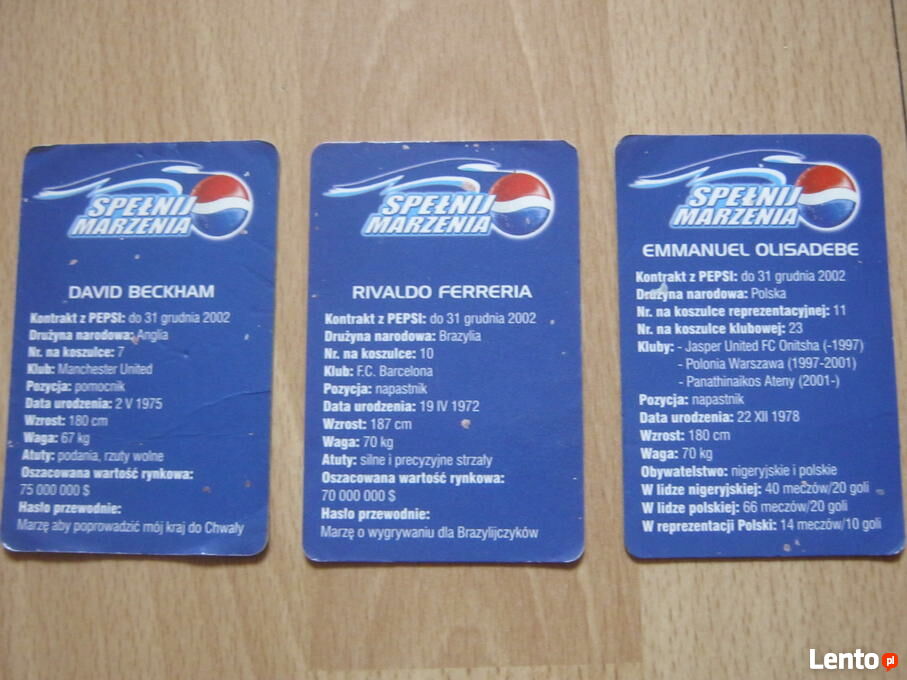 SPEŁNIJ
MARZENIA
DAVID BECKHAM
Kontrakt z PEPSI: do 31 grudnia 2002
Drużyna narodowa: Anglia
Nr. na koszulce: 7
Klub: Manchester United
Pozycja: pomocnik
Data urodzenia: 2 V 1975
Wzrost: 180 cm
Waga: 67 kg
Atuty: podania, rzuty wolne
Oszacowana wartość rynkowa:
75 000 000 $
Hasło przewodnie:
Marzę aby poprowadzić mój kraj do Chwały
SPEŁNIJ
MARZENIA
RIVALDO FERRERIA
Kontrakt z PEPSI: do 31 grudnia 2002
Drużyna narodowa: Brazylia
Nr. na koszulce: 10
Klub: F.C. Barcelona
Pozycja: napastnik
Data urodzenia: 19 IV 1972
Wzrost: 187 cm
Waga: 70 kg
Atuty: silne i precyzyjne strzały
Oszacowana wartość rynkowa:
70 000 000 $
Hasło przewodnie:
Marzę o wygrywaniu dla Brazylijczyków
SPEŁNIJ
MARZENIA
EMMANUEL OLISADEBE
Kontrakt z PEPSI: do 31 grudnia 2002
Drużyna narodowa: Polska
Nr. na koszulce reprezentacyjnej: 11
Nr. na koszulce klubowej: 23
Kluby: - Jasper United FC Onitsha (-1997)
- Polonia Warszawa (1997-2001)
- Panathinaikos Ateny (2001-)
Pozycja: napastnik
Data urodzenia: 22 XII 1978
Wzrost: 180 cm
Waga: 70 kg
Obywatelstwo: nigeryjskie i polskie
W lidze nigeryjskiej: 40 meczów/20 goli
W lidze polskiej: 66 meczów/20 goli
W reprezentacji Polski: 14 meczów/10 goli
Lento.pl